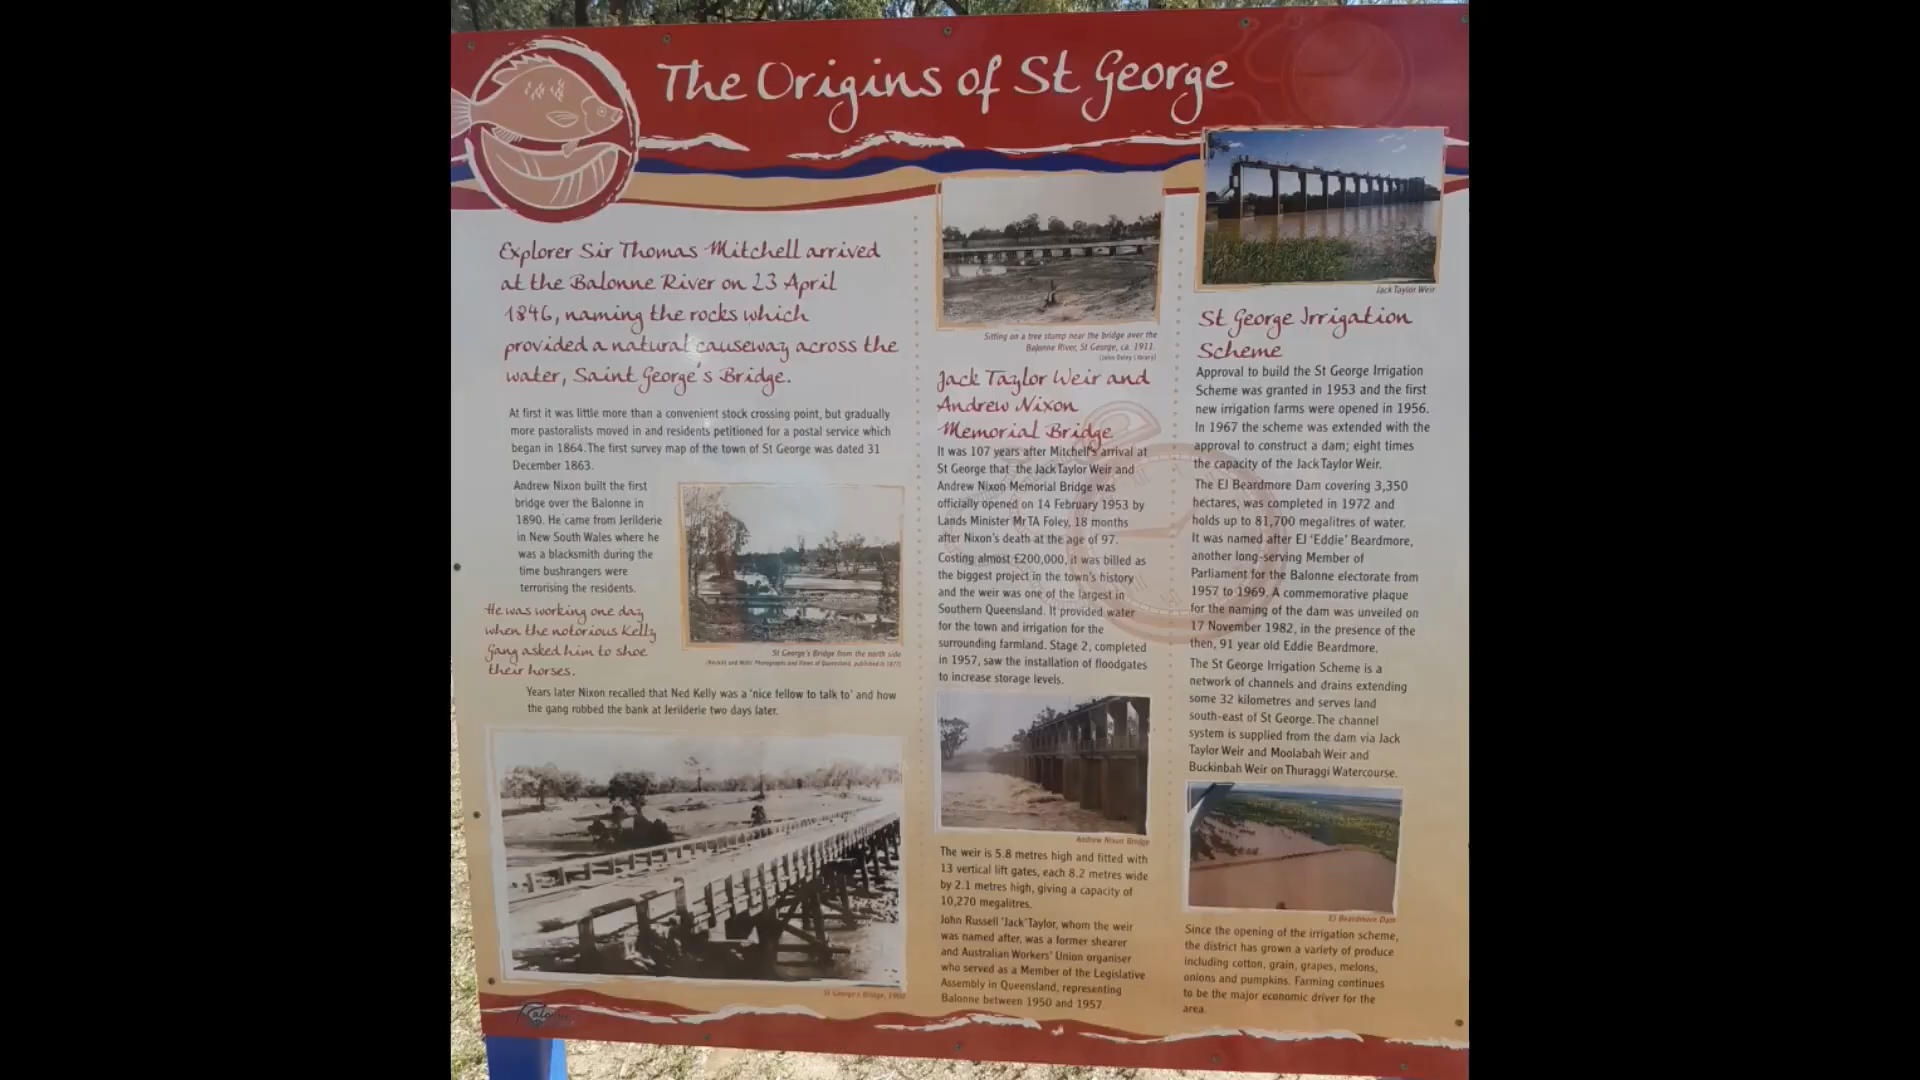 The Origins of St George
Explorer Sir Thomas Mitchell arrived
at the Balonne River on 23 April
1846, naming the rocks which
provided a natural causeway across the
water, Saint George's Bridge.
At first it was little more than a convenient stock crossing point, but gradually
more pastoralists moved in and residents petitioned for a postal service which
began in 1864. The first survey map of the town of St George was dated 31
December 1863.
Andrew Nixon built the first
bridge over the Balonne in
1890. He came from Jerilderie
in New South Wales where he
was a blacksmith during the
time bushrangers were
terrorising the residents.
He was working one day
when the notorious Kelly
Gang asked him to shoe
their horses.
St George's Bridge from the north side
Years later Nixon recalled that Ned Kelly was a 'nice fellow to talk to' and how
the gang robbed the bank at Jerilderie two days later.
St George's Bridge, 1900
Balonne
Sitting on a tree stump near the bridge over the
Balonne River, St George, ca. 1911.
(John Oxley Library)
Jack Taylor Weir and
Andrew Nixon
Memorial Bridge
It was 107 years after Mitchell's arrival at
St George that the Jack Taylor Weir and
Andrew Nixon Memorial Bridge was
officially opened on 14 February 1953 by
Lands Minister Mr TA Foley, 18 months
after Nixon's death at the age of 97.
Costing almost £200,000, it was billed as
the biggest project in the town's history
and the weir was one of the largest in
Southern Queensland. It provided water
for the town and irrigation for the
surrounding farmland. Stage 2, completed
in 1957, saw the installation of floodgates
to increase storage levels.
Andrew Nixon Bridge
The weir is 5.8 metres high and fitted with
13 vertical lift gates, each 8.2 metres wide
by 2.1 metres high, giving a capacity of
10,270 megalitres.
John Russell 'Jack' Taylor, whom the weir
was named after, was a former shearer
and Australian Workers' Union organiser
who served as a Member of the Legislative
Assembly in Queensland, representing
Balonne between 1950 and 1957.
Jack Taylor Weir
St George Irrigation
Scheme
Approval to build the St George Irrigation
Scheme was granted in 1953 and the first
new irrigation farms were opened in 1956.
In 1967 the scheme was extended with the
approval to construct a dam; eight times
the capacity of the Jack Taylor Weir.
The EJ Beardmore Dam covering 3,350
hectares, was completed in 1972 and
holds up to 81,700 megalitres of water.
It was named after EJ 'Eddie' Beardmore,
another long-serving Member of
Parliament for the Balonne electorate from
1957 to 1969. A commemorative plaque
for the naming of the dam was unveiled on
17 November 1982, in the presence of the
then, 91 year old Eddie Beardmore.
The St George Irrigation Scheme is a
network of channels and drains extending
some 32 kilometres and serves land
south-east of St George. The channel
system is supplied from the dam via Jack
Taylor Weir and Moolabah Weir and
Buckinbah Weir on Thuraggi Watercourse.
EJ Beardmore Dam
Since the opening of the irrigation scheme,
the district has grown a variety of produce
including cotton, grain, grapes, melons,
onions and pumpkins. Farming continues
to be the major economic driver for the
area.